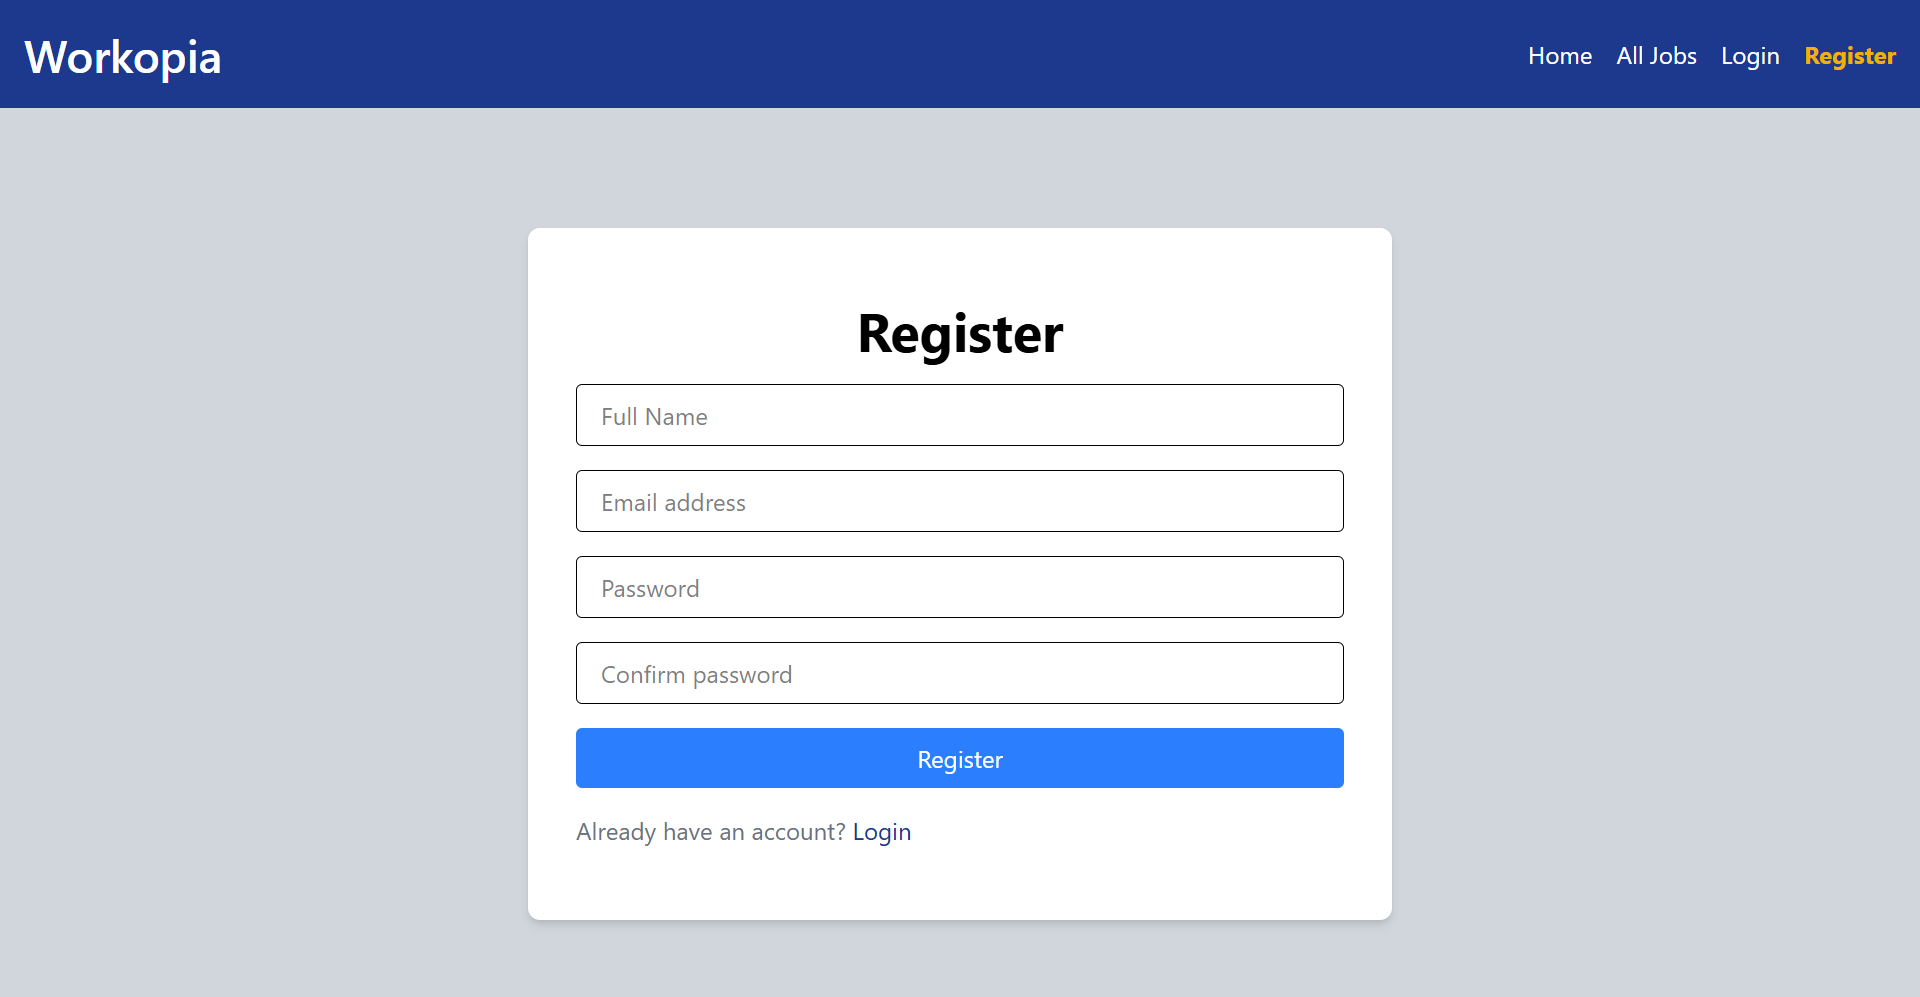 Workopia
Home All Jobs Login Register
Register
Full Name
Email address
Password
Confirm password
Register
Already have an account? Login